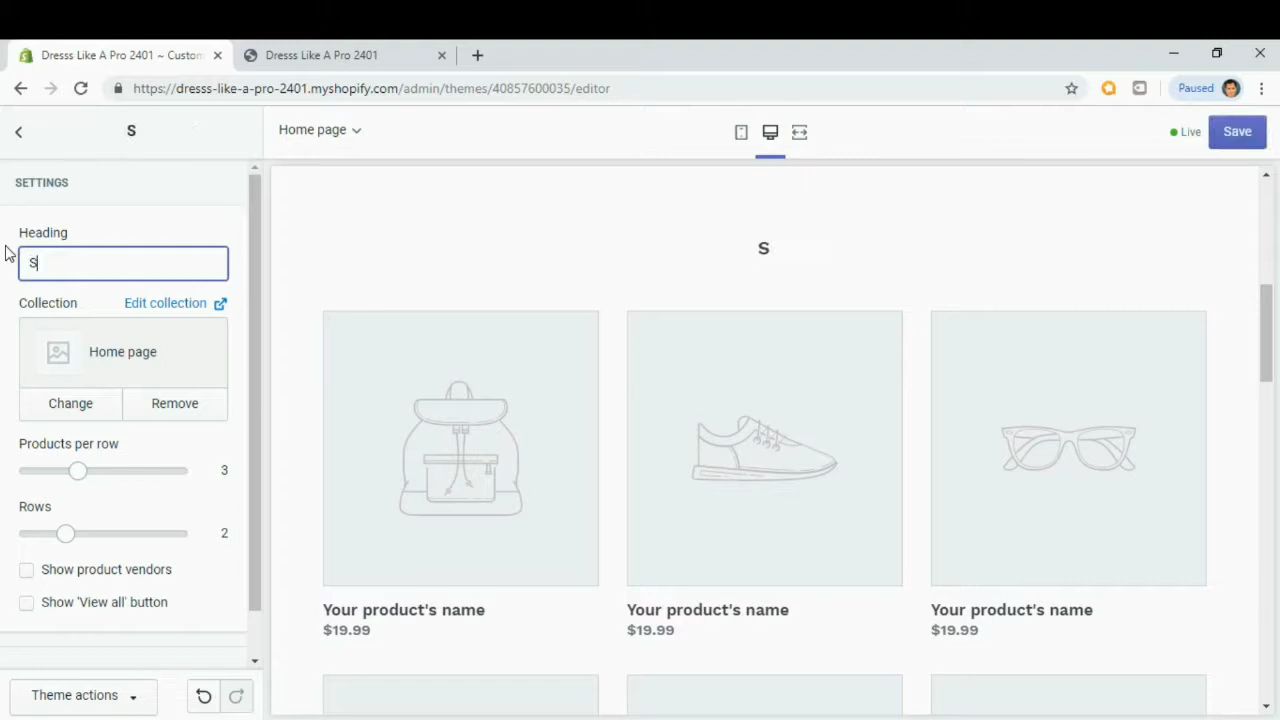 Dresss Like A Pro 2401 ~ Custom
Dresss Like A Pro 2401
https://dresss-like-a-pro-2401.myshopify.com/admin/themes/40857600035/editor
Paused
S
Home page
Live
Save
SETTINGS
Heading
S
S
Collection
Edit collection
Home page
Change
Remove
Products per row
3
Rows
2
Show product vendors
Show 'View all' button
Your product's name
$19.99
Your product's name
$19.99
Your product's name
$19.99
Theme actions